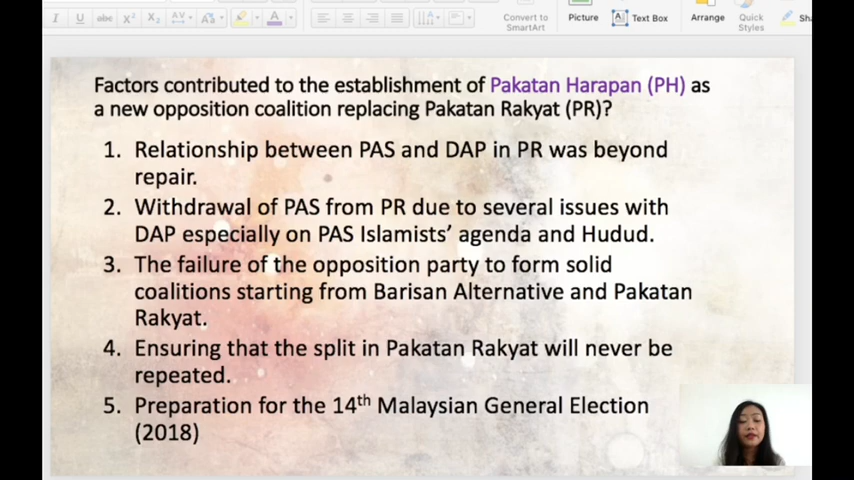 Convert to
SmartArt
Picture
Text Box
Arrange
Quick
Styles
Factors contributed to the establishment of Pakatan Harapan (PH) as
a new opposition coalition replacing Pakatan Rakyat (PR)?
1. Relationship between PAS and DAP in PR was beyond
repair.
2. Withdrawal of PAS from PR due to several issues with
DAP especially on PAS Islamists’ agenda and Hudud.
3. The failure of the opposition party to form solid
coalitions starting from Barisan Alternative and Pakatan
Rakyat.
4. Ensuring that the split in Pakatan Rakyat will never be
repeated.
5. Preparation for the 14th Malaysian General Election
(2018)